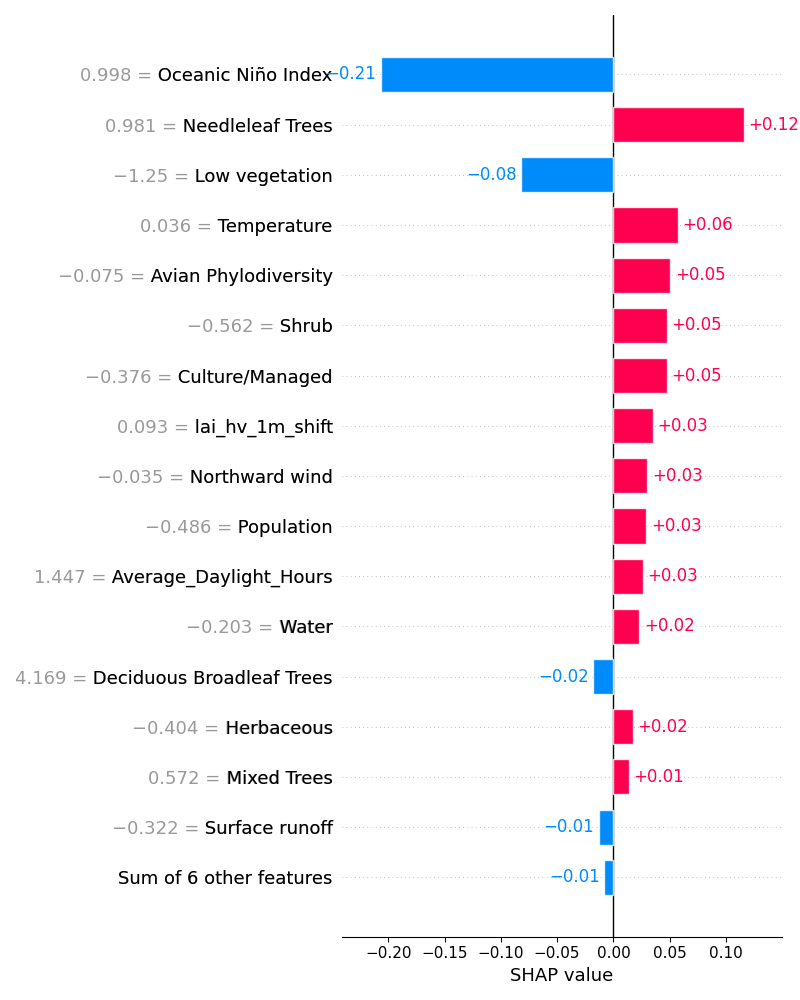 0.998 = Oceanic Niño Index −0.21
0.981 = Needleleaf Trees +0.12
−1.25 = Low vegetation −0.08
0.036 = Temperature +0.06
−0.075 = Avian Phylodiversity +0.05
−0.562 = Shrub +0.05
−0.376 = Culture/Managed +0.05
0.093 = lai_hv_1m_shift +0.03
−0.035 = Northward wind +0.03
−0.486 = Population +0.03
1.447 = Average_Daylight_Hours +0.03
−0.203 = Water +0.02
4.169 = Deciduous Broadleaf Trees −0.02
−0.404 = Herbaceous +0.02
0.572 = Mixed Trees +0.01
−0.322 = Surface runoff −0.01
Sum of 6 other features −0.01
−0.20 −0.15 −0.10 −0.05 0.00 0.05 0.10
SHAP value